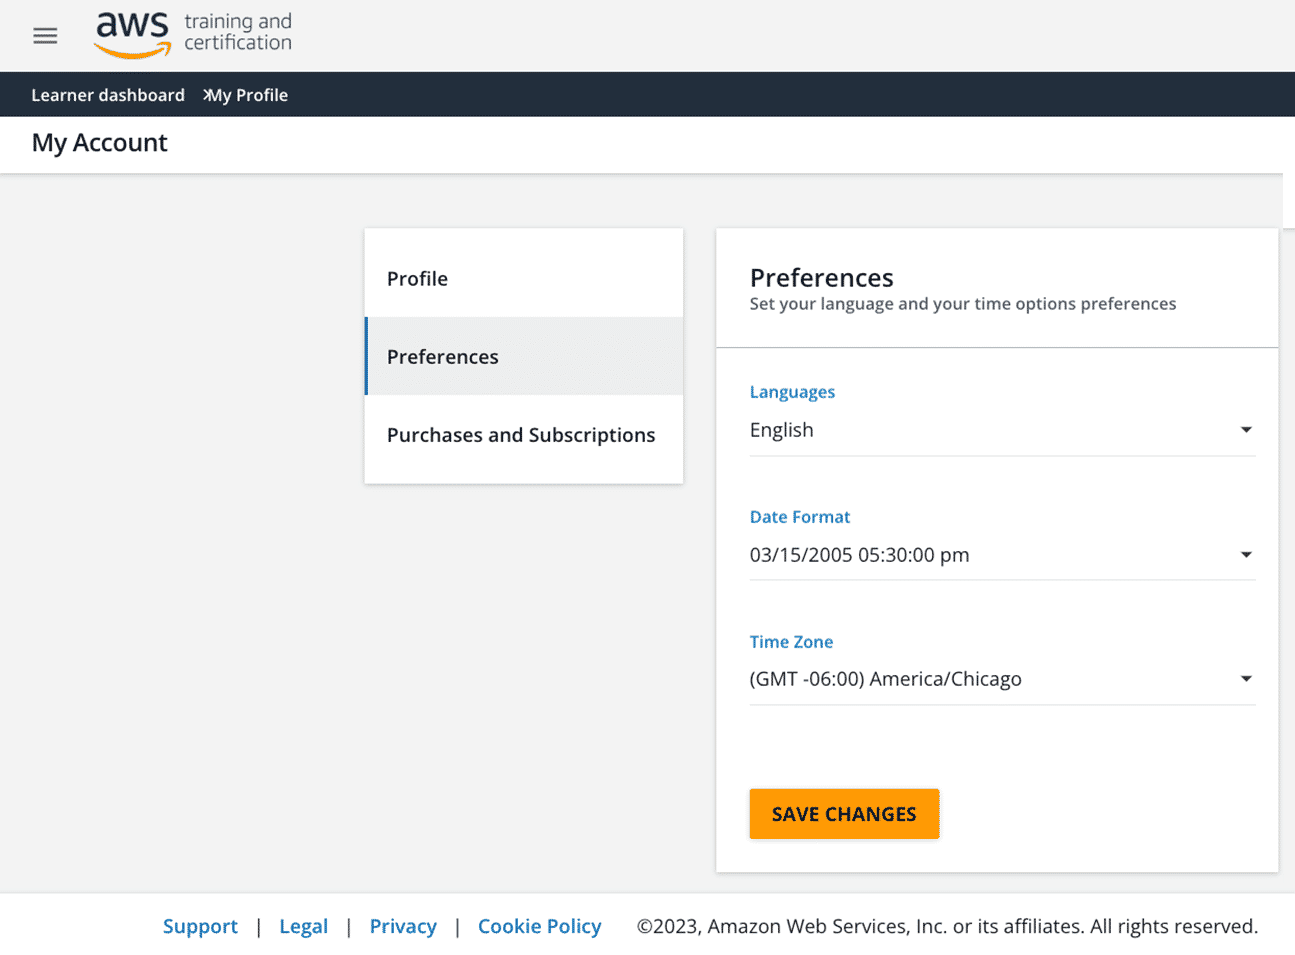 aws training and
certification
Learner dashboard
My Profile
My Account
Profile
Preferences
Purchases and Subscriptions
Preferences
Set your language and your time options preferences
Languages
English
Date Format
03/15/2005 05:30:00 pm
Time Zone
(GMT -06:00) America/Chicago
SAVE CHANGES
Support | Legal | Privacy | Cookie Policy ©2023, Amazon Web Services, Inc. or its affiliates. All rights reserved.